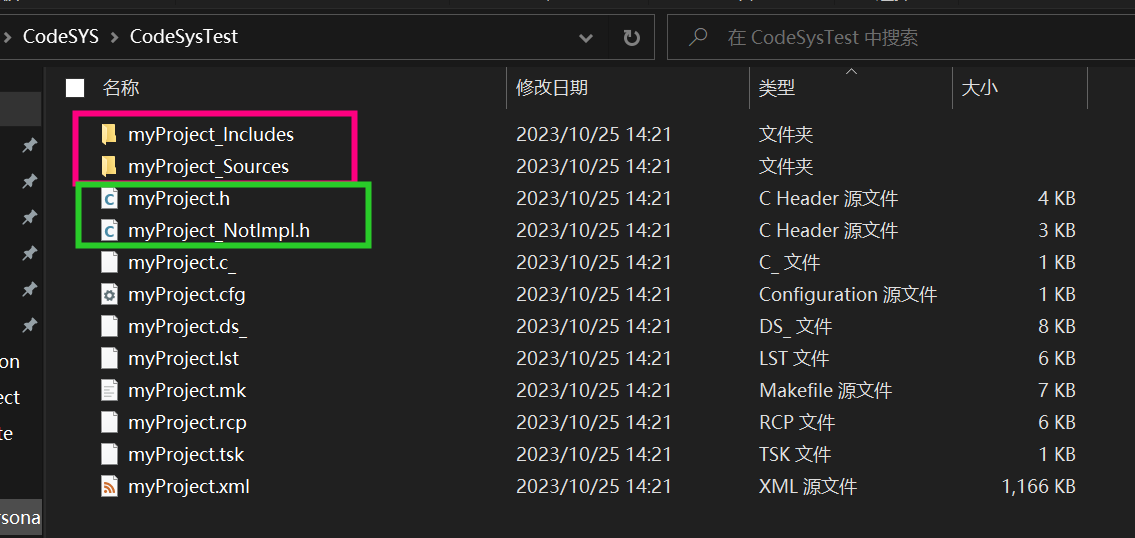 CodeSYS > CodeSysTest 在 CodeSysTest 中搜索
名称 修改日期 类型 大小
myProject_Includes 2023/10/25 14:21 文件夹
myProject_Sources 2023/10/25 14:21 文件夹
myProject.h 2023/10/25 14:21 C Header 源文件 4 KB
myProject_NotImpl.h 2023/10/25 14:21 C Header 源文件 3 KB
myProject.c_ 2023/10/25 14:21 C_ 文件 1 KB
myProject.cfg 2023/10/25 14:21 Configuration 源文件 1 KB
myProject.ds_ 2023/10/25 14:21 DS_ 文件 8 KB
on myProject.lst 2023/10/25 14:21 LST 文件 6 KB
ect myProject.mk 2023/10/25 14:21 Makefile 源文件 7 KB
te myProject.rcp 2023/10/25 14:21 RCP 文件 6 KB
myProject.tsk 2023/10/25 14:21 TSK 文件 1 KB
myProject.xml 2023/10/25 14:21 XML 源文件 1,166 KB
rsona